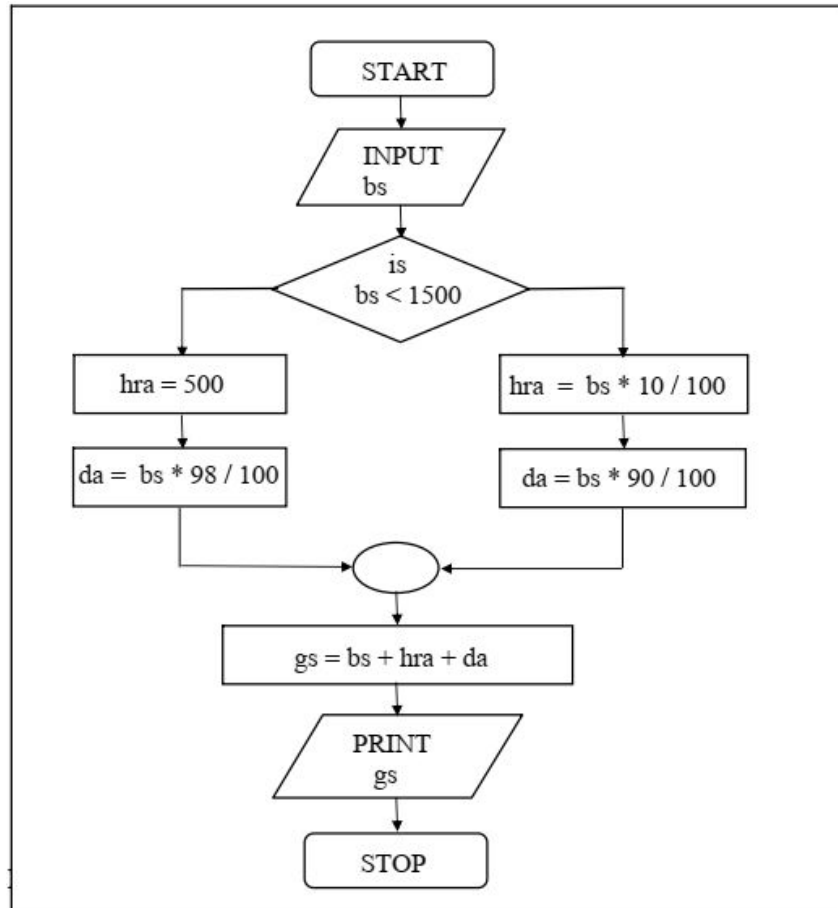 START
INPUT
bs
is
bs < 1500
hra = 500
hra = bs * 10 / 100
da = bs * 98 / 100
da = bs * 90 / 100
gs = bs + hra + da
PRINT
gs
STOP